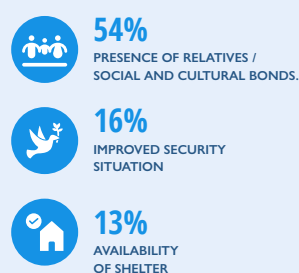 54%
PRESENCE OF RELATIVES /
SOCIAL AND CULTURAL BONDS.
16%
IMPROVED SECURITY
SITUATION
13%
AVAILABILITY
OF SHELTER